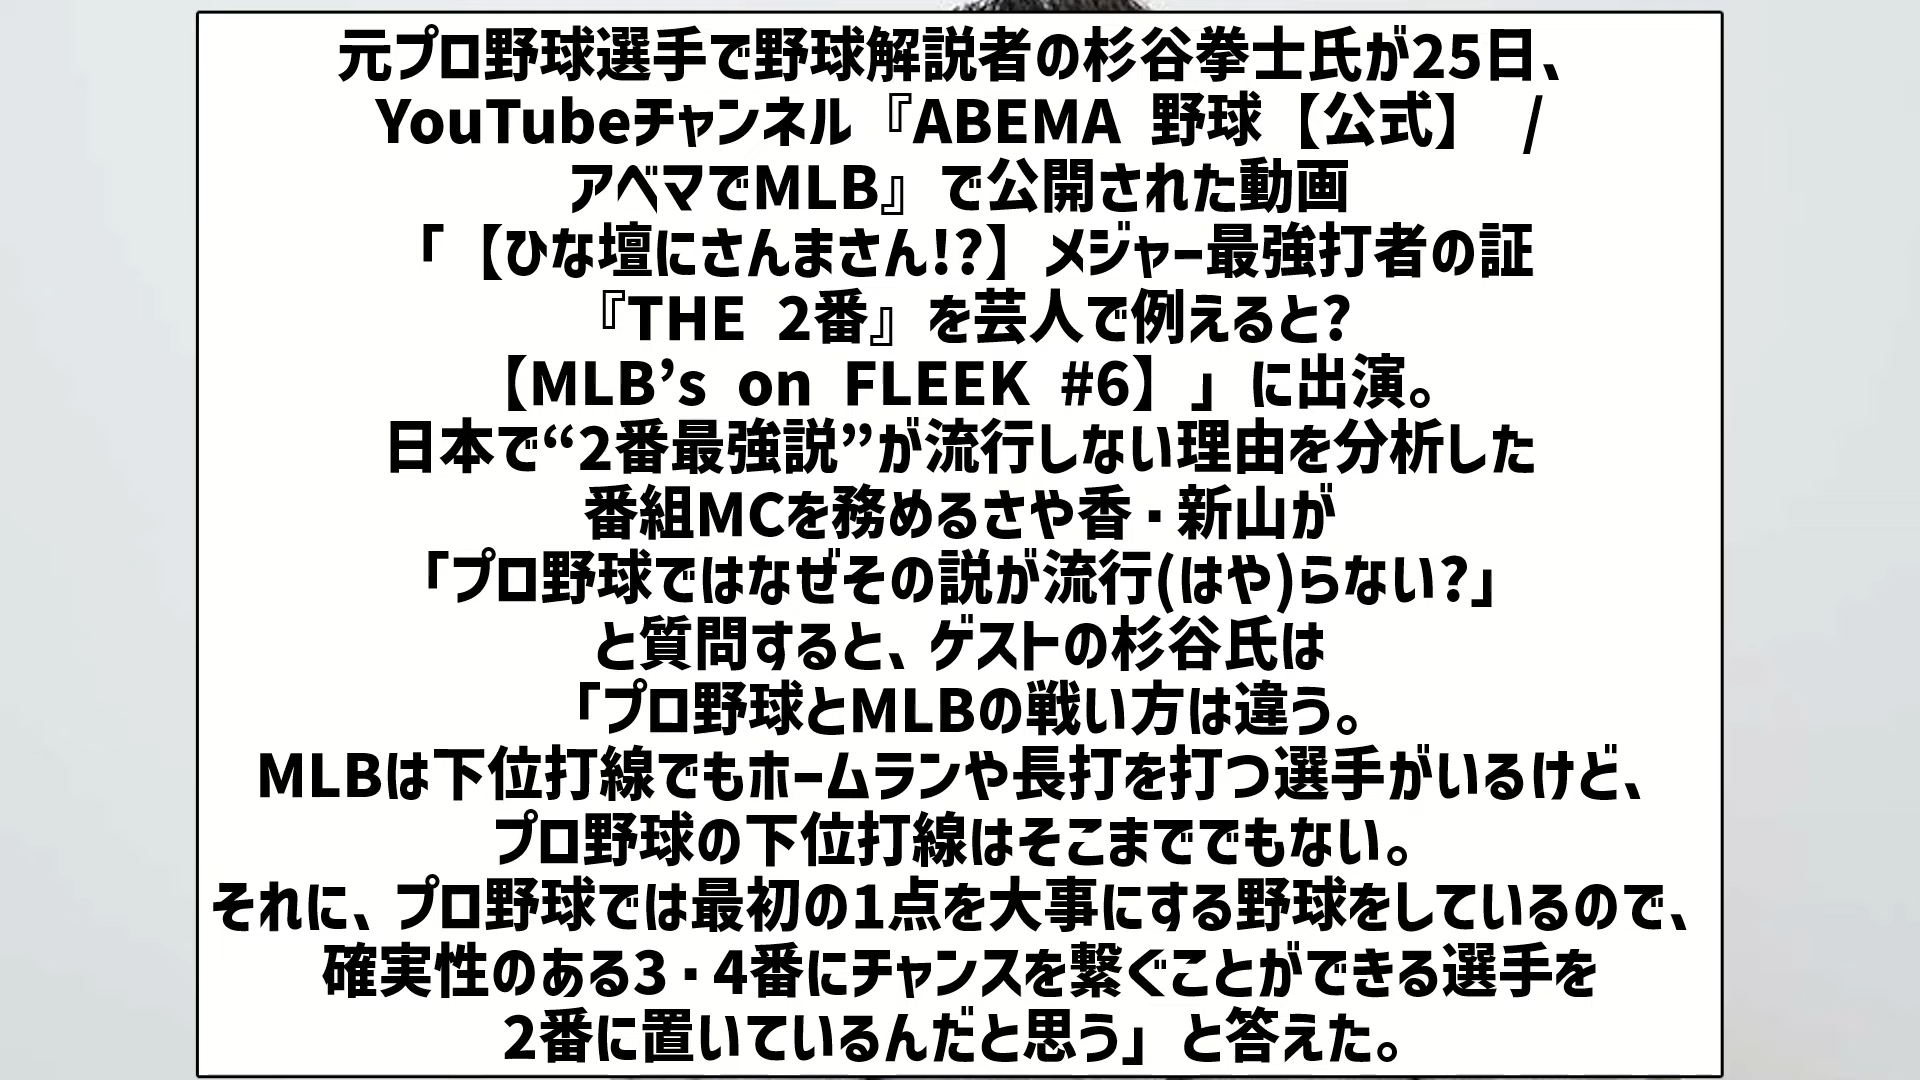 元プロ野球選手で野球解説者の杉谷拳士氏が25日、
YouTubeチャンネル『ABEMA 野球【公式】 /
アベマでMLB』で公開された動画
「【ひな壇にさんまさん!?】メジャー最強打者の証
『THE 2番』を芸人で例えると?
【MLB’s on FLEEK #6】」に出演。
日本で“2番最強説”が流行しない理由を分析した
番組MCを務めるさや香・新山が
「プロ野球ではなぜその説が流行(はや)らない?」
と質問すると、ゲストの杉谷氏は
「プロ野球とMLBの戦い方は違う。
MLBは下位打線でもホームランや長打を打つ選手がいるけど、
プロ野球の下位打線はそこまででもない。
それに、プロ野球では最初の1点を大事にする野球をしているので、
確実性のある3・4番にチャンスを繋ぐことができる選手を
2番に置いているんだと思う」と答えた。